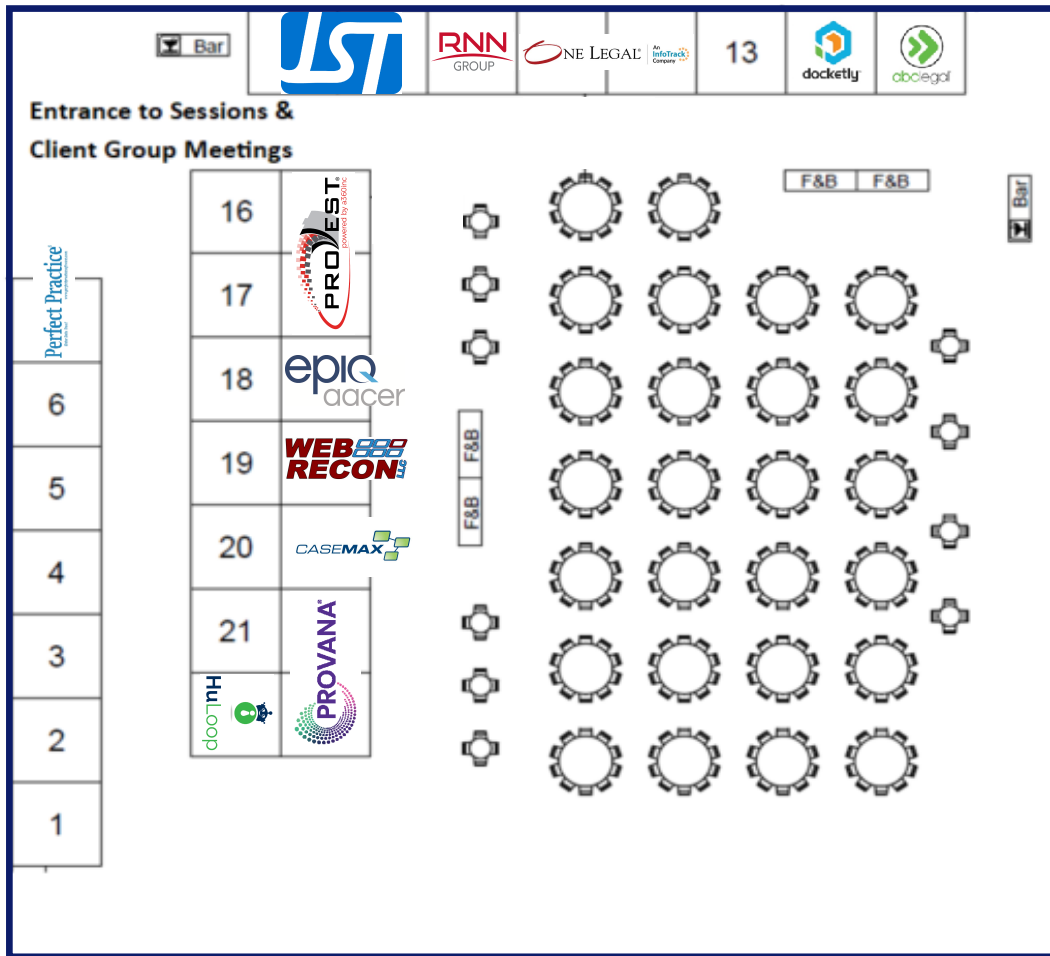 Bar
JST
RNN
GROUP
ONE LEGAL
An
InfoTrack
Company
13
docketly
abclegal
Entrance to Sessions &
Client Group Meetings
F&B
F&B
Bar
16
PROVEST
powered by a360inc
17
Perfect Practice
18
epiq
aacer
6
19
WEB
RECON LLC
F&B
F&B
5
20
CASEMAX
4
21
PROVANA
3
HuLoop
2
1